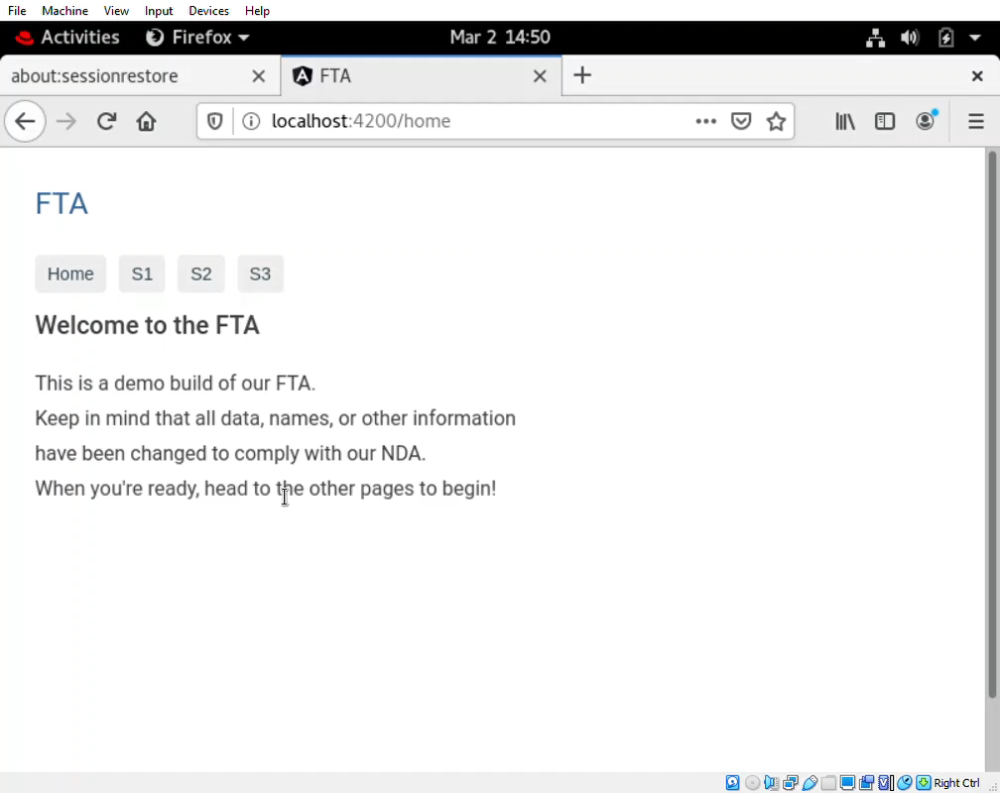 File Machine View Input Devices Help
Activities Firefox Mar 2 14:50
about:sessionrestore FTA
localhost:4200/home
FTA
Home S1 S2 S3
Welcome to the FTA
This is a demo build of our FTA.
Keep in mind that all data, names, or other information
have been changed to comply with our NDA.
When you're ready, head to the other pages to begin!
Right Ctrl